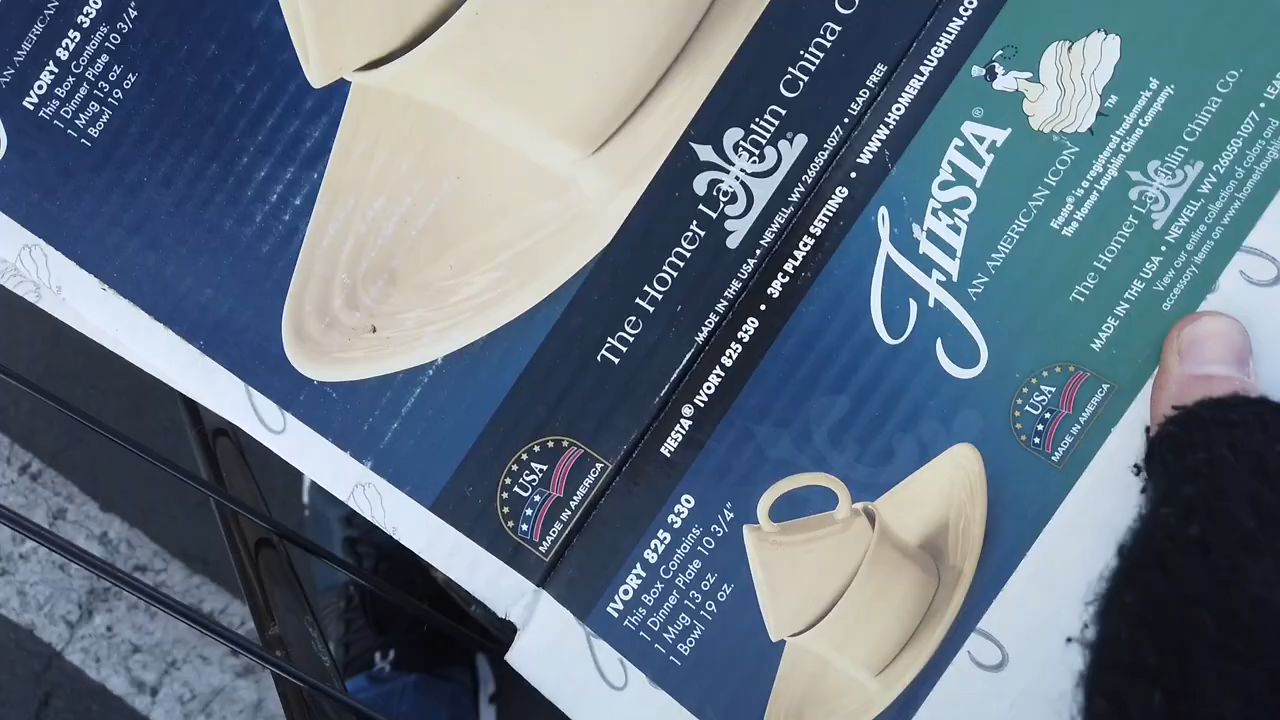 AN AMERICAN
IVORY 825 330
This Box Contains:
1 Dinner Plate 10 3/4"
1 Mug 13 oz.
1 Bowl 19 oz.
The Homer Laughlin China C
MADE IN THE USA • NEWELL, WV 26050-1077 • LEAD FREE
USA
MADE IN AMERICA
FIESTA® IVORY 825 330 • 3PC PLACE SETTING • WWW.HOMERLAUGHLIN.CO
FIESTA®
AN AMERICAN ICON
TM
Fiesta® is a registered trademark of
The Homer Laughlin China Company.
The Homer Laughlin China Co.
MADE IN THE USA • NEWELL, WV 26050-1077 • LEA
View our entire collection of colors and
accessory items on www.homerlaughli
USA
MADE IN AMERICA
IVORY 825 330
This Box Contains:
1 Dinner Plate 10 3/4"
1 Mug 13 oz.
1 Bowl 19 oz.